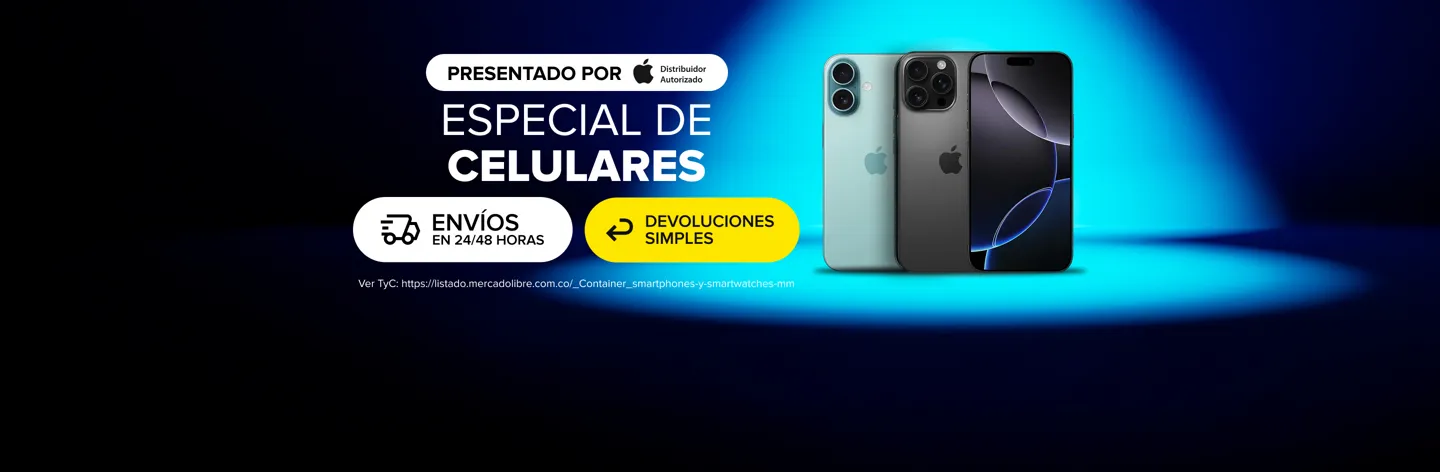 PRESENTADO POR
Distribuidor
Autorizado
ESPECIAL DE
CELULARES
ENVÍOS
EN 24/48 HORAS
DEVOLUCIONES
SIMPLES
Ver TyC: https://listado.mercadolibre.com.co/_Container_smartphones-y-smartwatches-mm